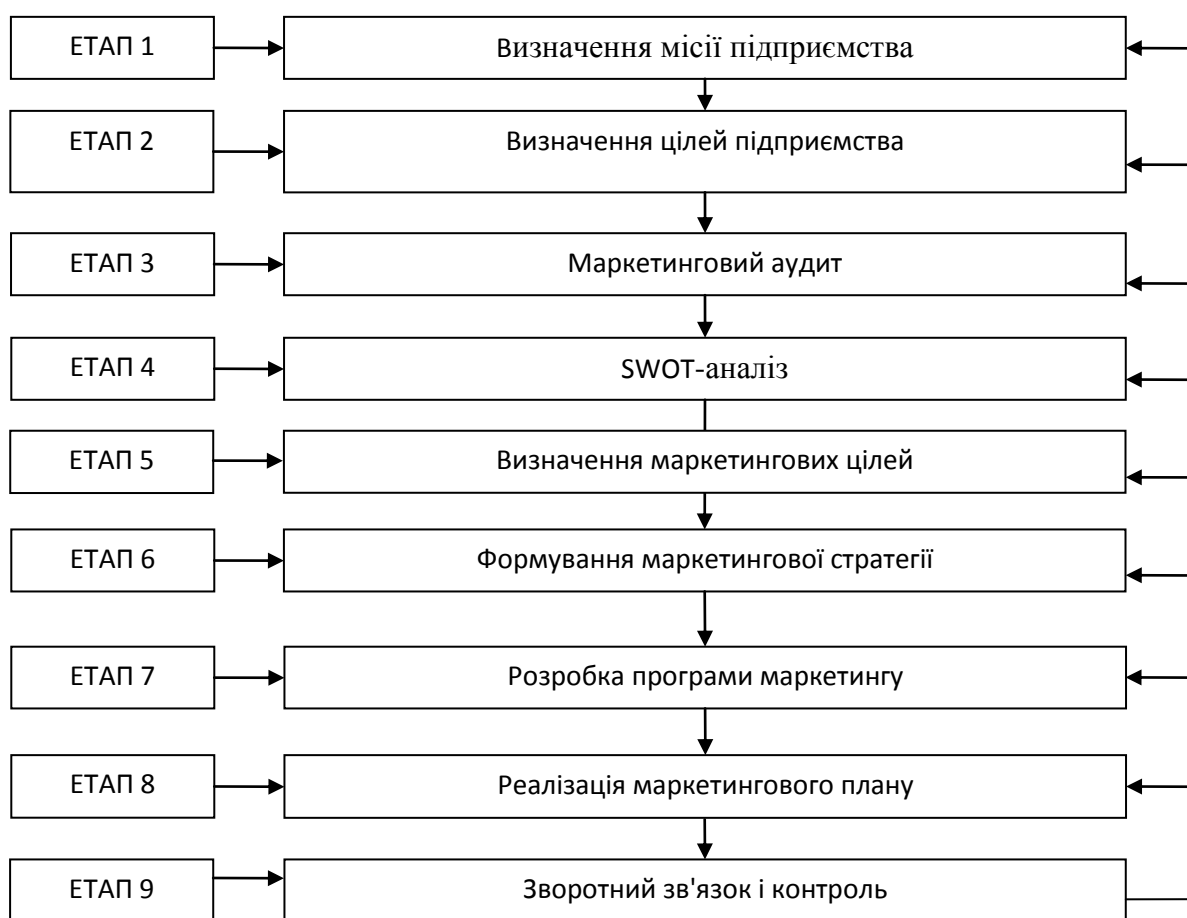 ЕТАП 1
Визначення місії підприємства
ЕТАП 2
Визначення цілей підприємства
ЕТАП 3
Маркетинговий аудит
ЕТАП 4
SWOT-аналіз
ЕТАП 5
Визначення маркетингових цілей
ЕТАП 6
Формування маркетингової стратегії
ЕТАП 7
Розробка програми маркетингу
ЕТАП 8
Реалізація маркетингового плану
ЕТАП 9
Зворотний зв'язок і контроль